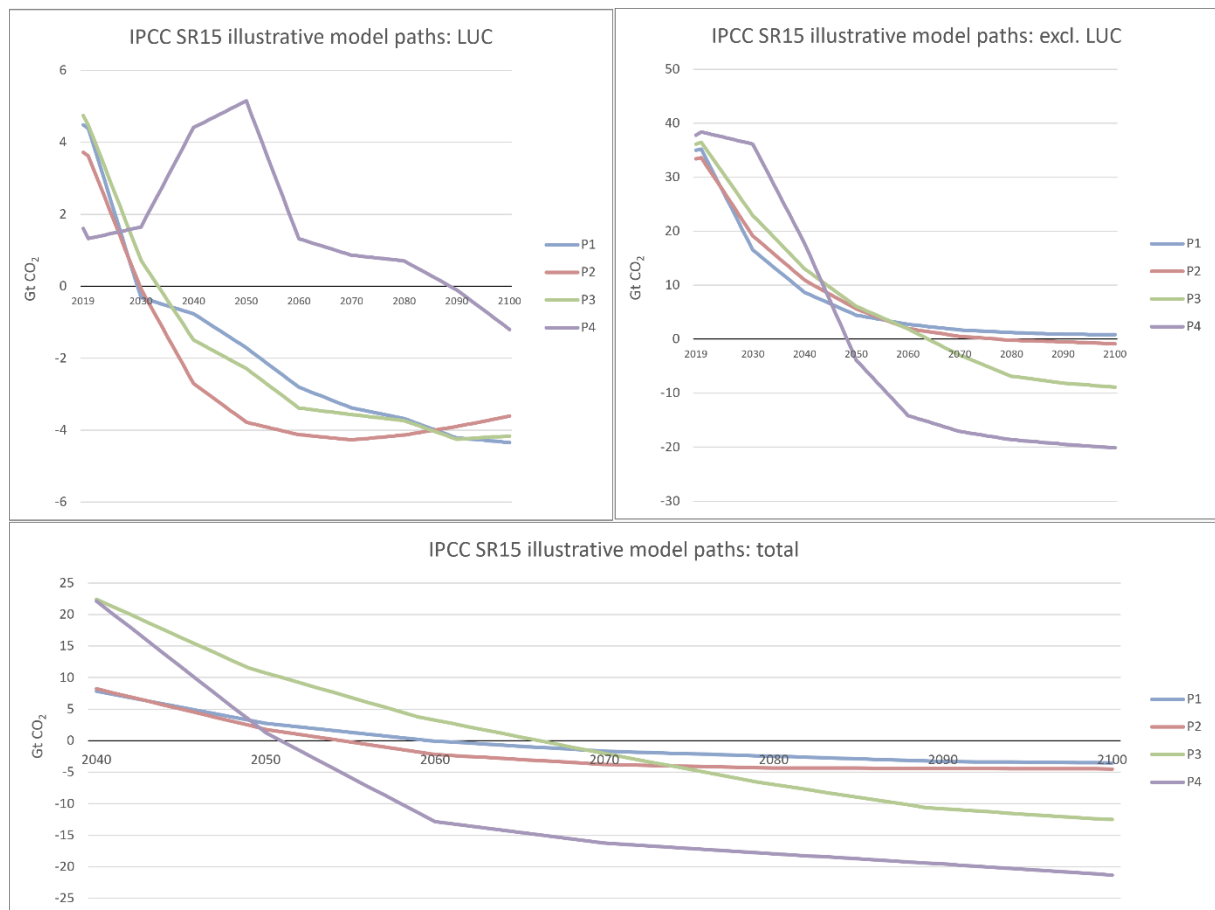 IPCC SR15 illustrative model paths: LUC
6
4
2
0
-2
-4
-6
Gt CO₂
2019 2030 2040 2050 2060 2070 2080 2090 2100
P1
P2
P3
P4
IPCC SR15 illustrative model paths: excl. LUC
50
40
30
20
10
0
-10
-20
-30
Gt CO₂
2019 2030 2040 2050 2060 2070 2080 2090 2100
P1
P2
P3
P4
IPCC SR15 illustrative model paths: total
25
20
15
10
5
0
-5
-10
-15
-20
-25
Gt CO₂
2040 2050 2060 2070 2080 2090 2100
P1
P2
P3
P4